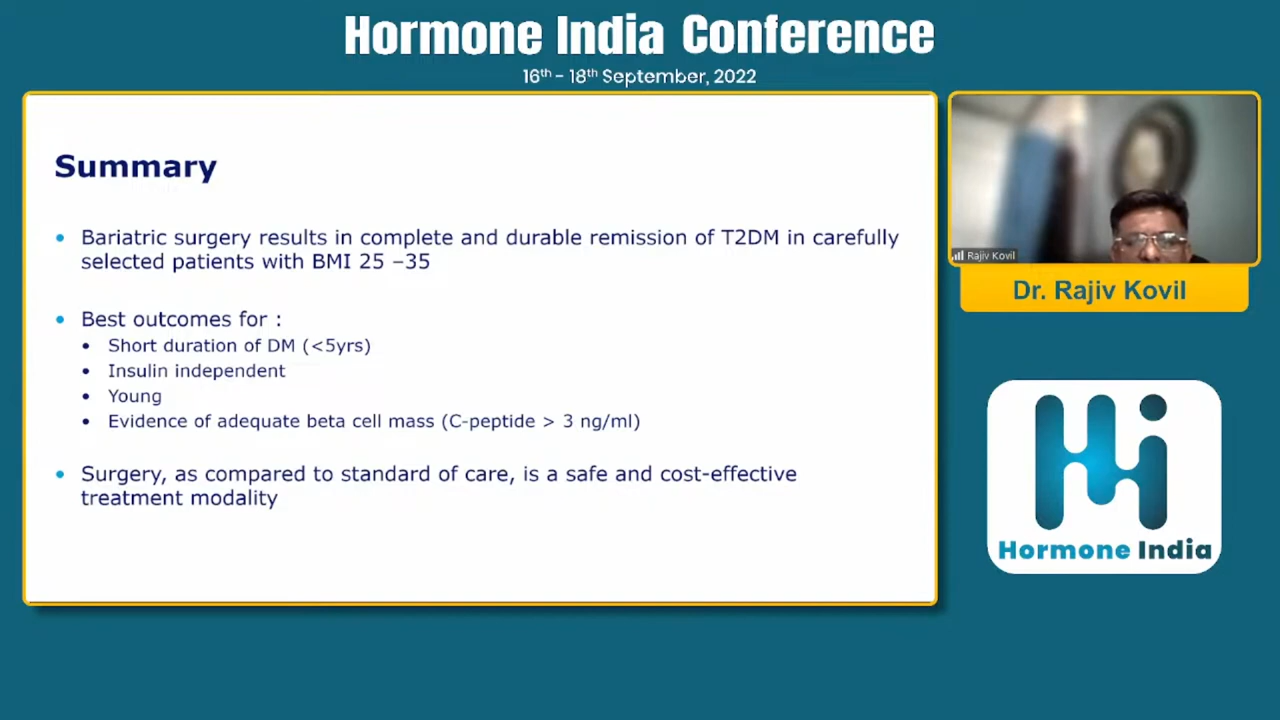 Hormone India Conference
16th - 18th September, 2022
Summary
• Bariatric surgery results in complete and durable remission of T2DM in carefully
selected patients with BMI 25 –35
• Best outcomes for :
• Short duration of DM (<5yrs)
• Insulin independent
• Young
• Evidence of adequate beta cell mass (C-peptide > 3 ng/ml)
• Surgery, as compared to standard of care, is a safe and cost-effective
treatment modality
Rajiv Kovil
Dr. Rajiv Kovil
Hormone India